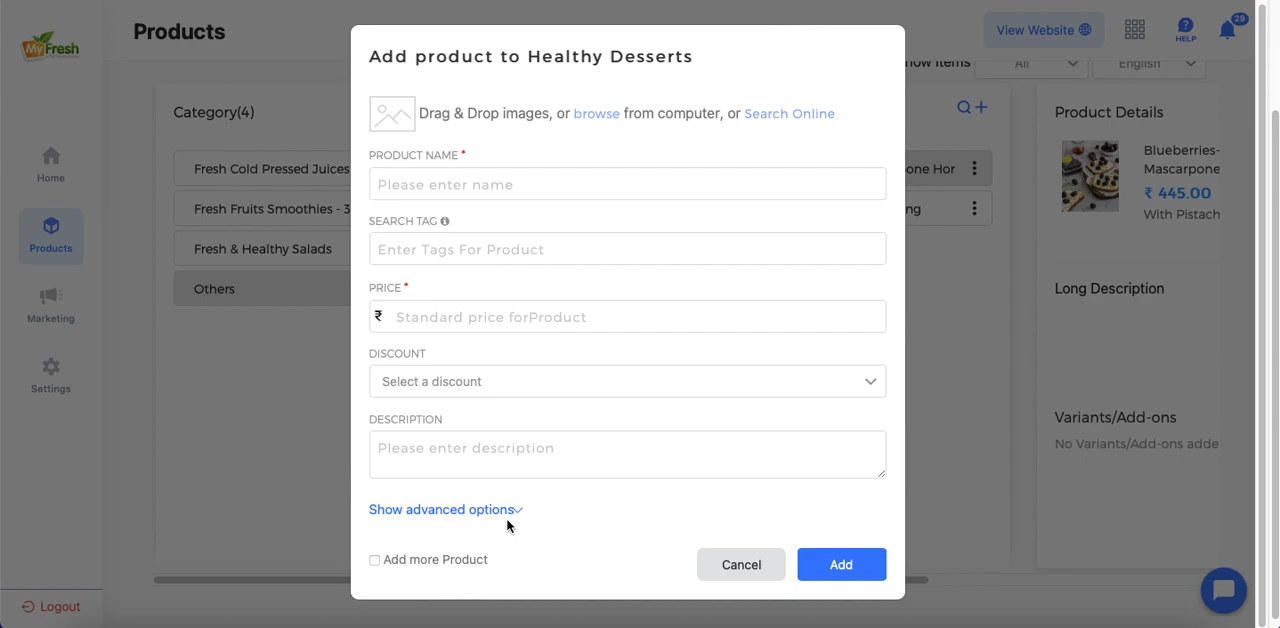 MyFresh
Products
View Website
HELP
29
Show Items
All
English
Home
Products
Marketing
Settings
Logout
Category(4)
Fresh Cold Pressed Juices
Fresh Fruits Smoothies - 3
Fresh & Healthy Salads
Others
Add product to Healthy Desserts
Drag & Drop images, or browse from computer, or Search Online
PRODUCT NAME *
Please enter name
SEARCH TAG
Enter Tags For Product
PRICE *
₹ Standard price forProduct
DISCOUNT
Select a discount
DESCRIPTION
Please enter description
Show advanced options
Add more Product
Cancel
Add
one Hor
ng
Product Details
Blueberries-
Mascarpone
₹ 445.00
With Pistach
Long Description
Variants/Add-ons
No Variants/Add-ons adde